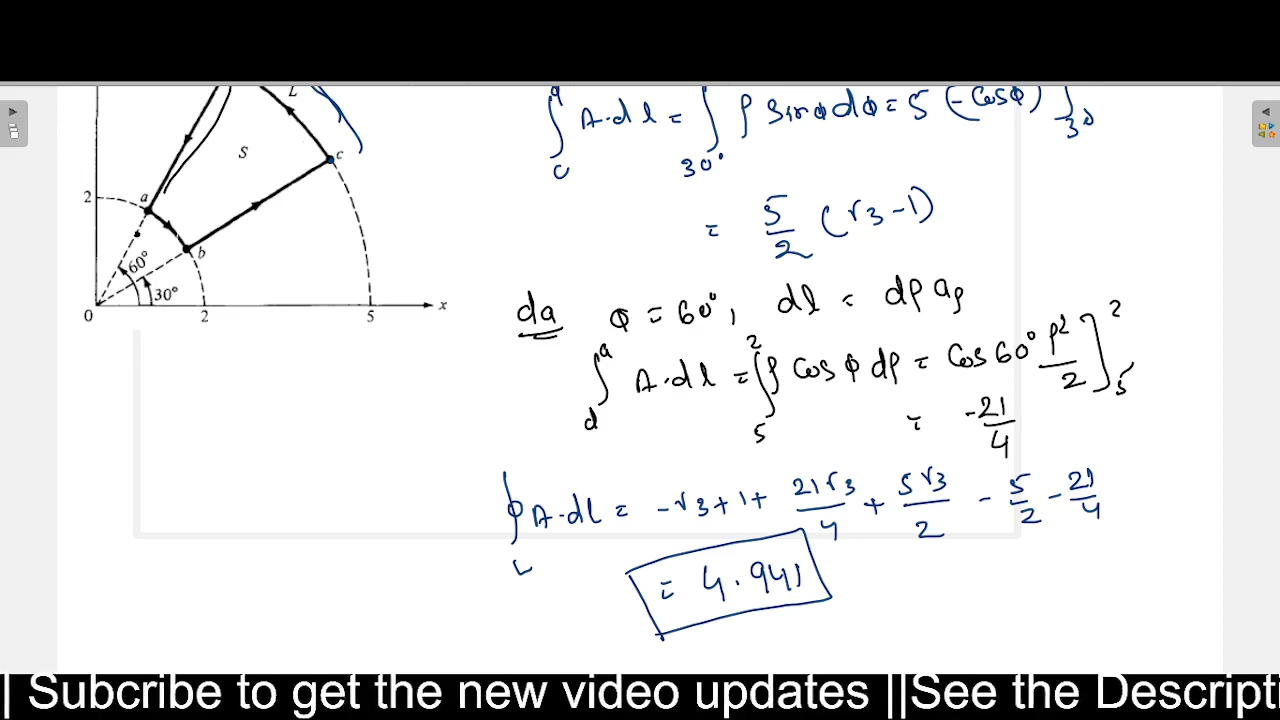 L
S
c
a
2
b
60°
30°
0
2
5
x
∫_c^d A·dl = ∫_{30°} ρ sinφ dφ = 5 (-cosφ) ]_{30}
= 5/2 (√3 - 1)
da φ = 60°, dl = dρ aρ
∫_d^a A·dl = ∫_5^2 ρ cos φ dρ = cos 60° ρ²/2 ]_5^2
= -21/4
∮_L A·dl = -√3 + 1 + 21√3/4 + 5√3/2 - 5/2 - 21/4
= 4.941
|| Subcribe to get the new video updates ||See the Descripti